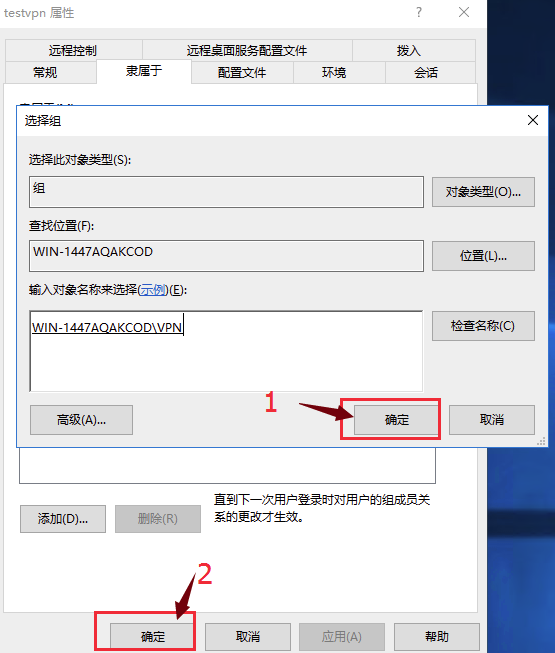 testvpn 属性
?
远程控制 远程桌面服务配置文件 拨入
常规 隶属于 配置文件 环境 会话
选择组
选择此对象类型(S):
组
对象类型(O)...
查找位置(F):
WIN-1447AQAKCOD
位置(L)...
输入对象名称来选择(示例)(E):
WIN-1447AQAKCOD\VPN
检查名称(C)
1
高级(A)... 确定 取消
添加(D)... 删除(R)
直到下一次用户登录时对用户的组成员关
系的更改才生效。
2
确定 取消 应用(A) 帮助